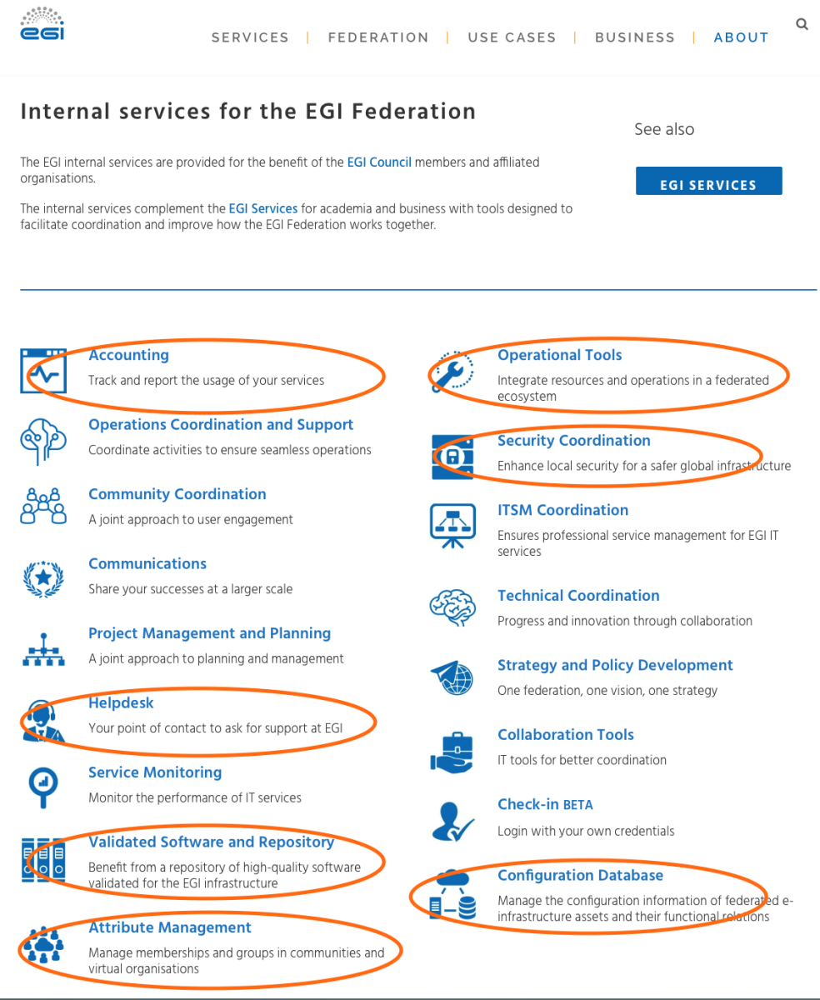 egi
SERVICES | FEDERATION | USE CASES | BUSINESS | ABOUT
Internal services for the EGI Federation
See also
The EGI internal services are provided for the benefit of the EGI Council members and affiliated
organisations.
EGI SERVICES
The internal services complement the EGI Services for academia and business with tools designed to
facilitate coordination and improve how the EGI Federation works together.
Accounting
Track and report the usage of your services
Operations Coordination and Support
Coordinate activities to ensure seamless operations
Community Coordination
A joint approach to user engagement
Communications
Share your successes at a larger scale
Project Management and Planning
A joint approach to planning and management
Helpdesk
Your point of contact to ask for support at EGI
Service Monitoring
Monitor the performance of IT services
Validated Software and Repository
Benefit from a repository of high-quality software
validated for the EGI infrastructure
Attribute Management
Manage memberships and groups in communities and
virtual organisations
Operational Tools
Integrate resources and operations in a federated
ecosystem
Security Coordination
Enhance local security for a safer global infrastructure
ITSM Coordination
Ensures professional service management for EGI IT
services
Technical Coordination
Progress and innovation through collaboration
Strategy and Policy Development
One federation, one vision, one strategy
Collaboration Tools
IT tools for better coordination
Check-in BETA
Login with your own credentials
Configuration Database
Manage the configuration information of federated e-
infrastructure assets and their functional relations